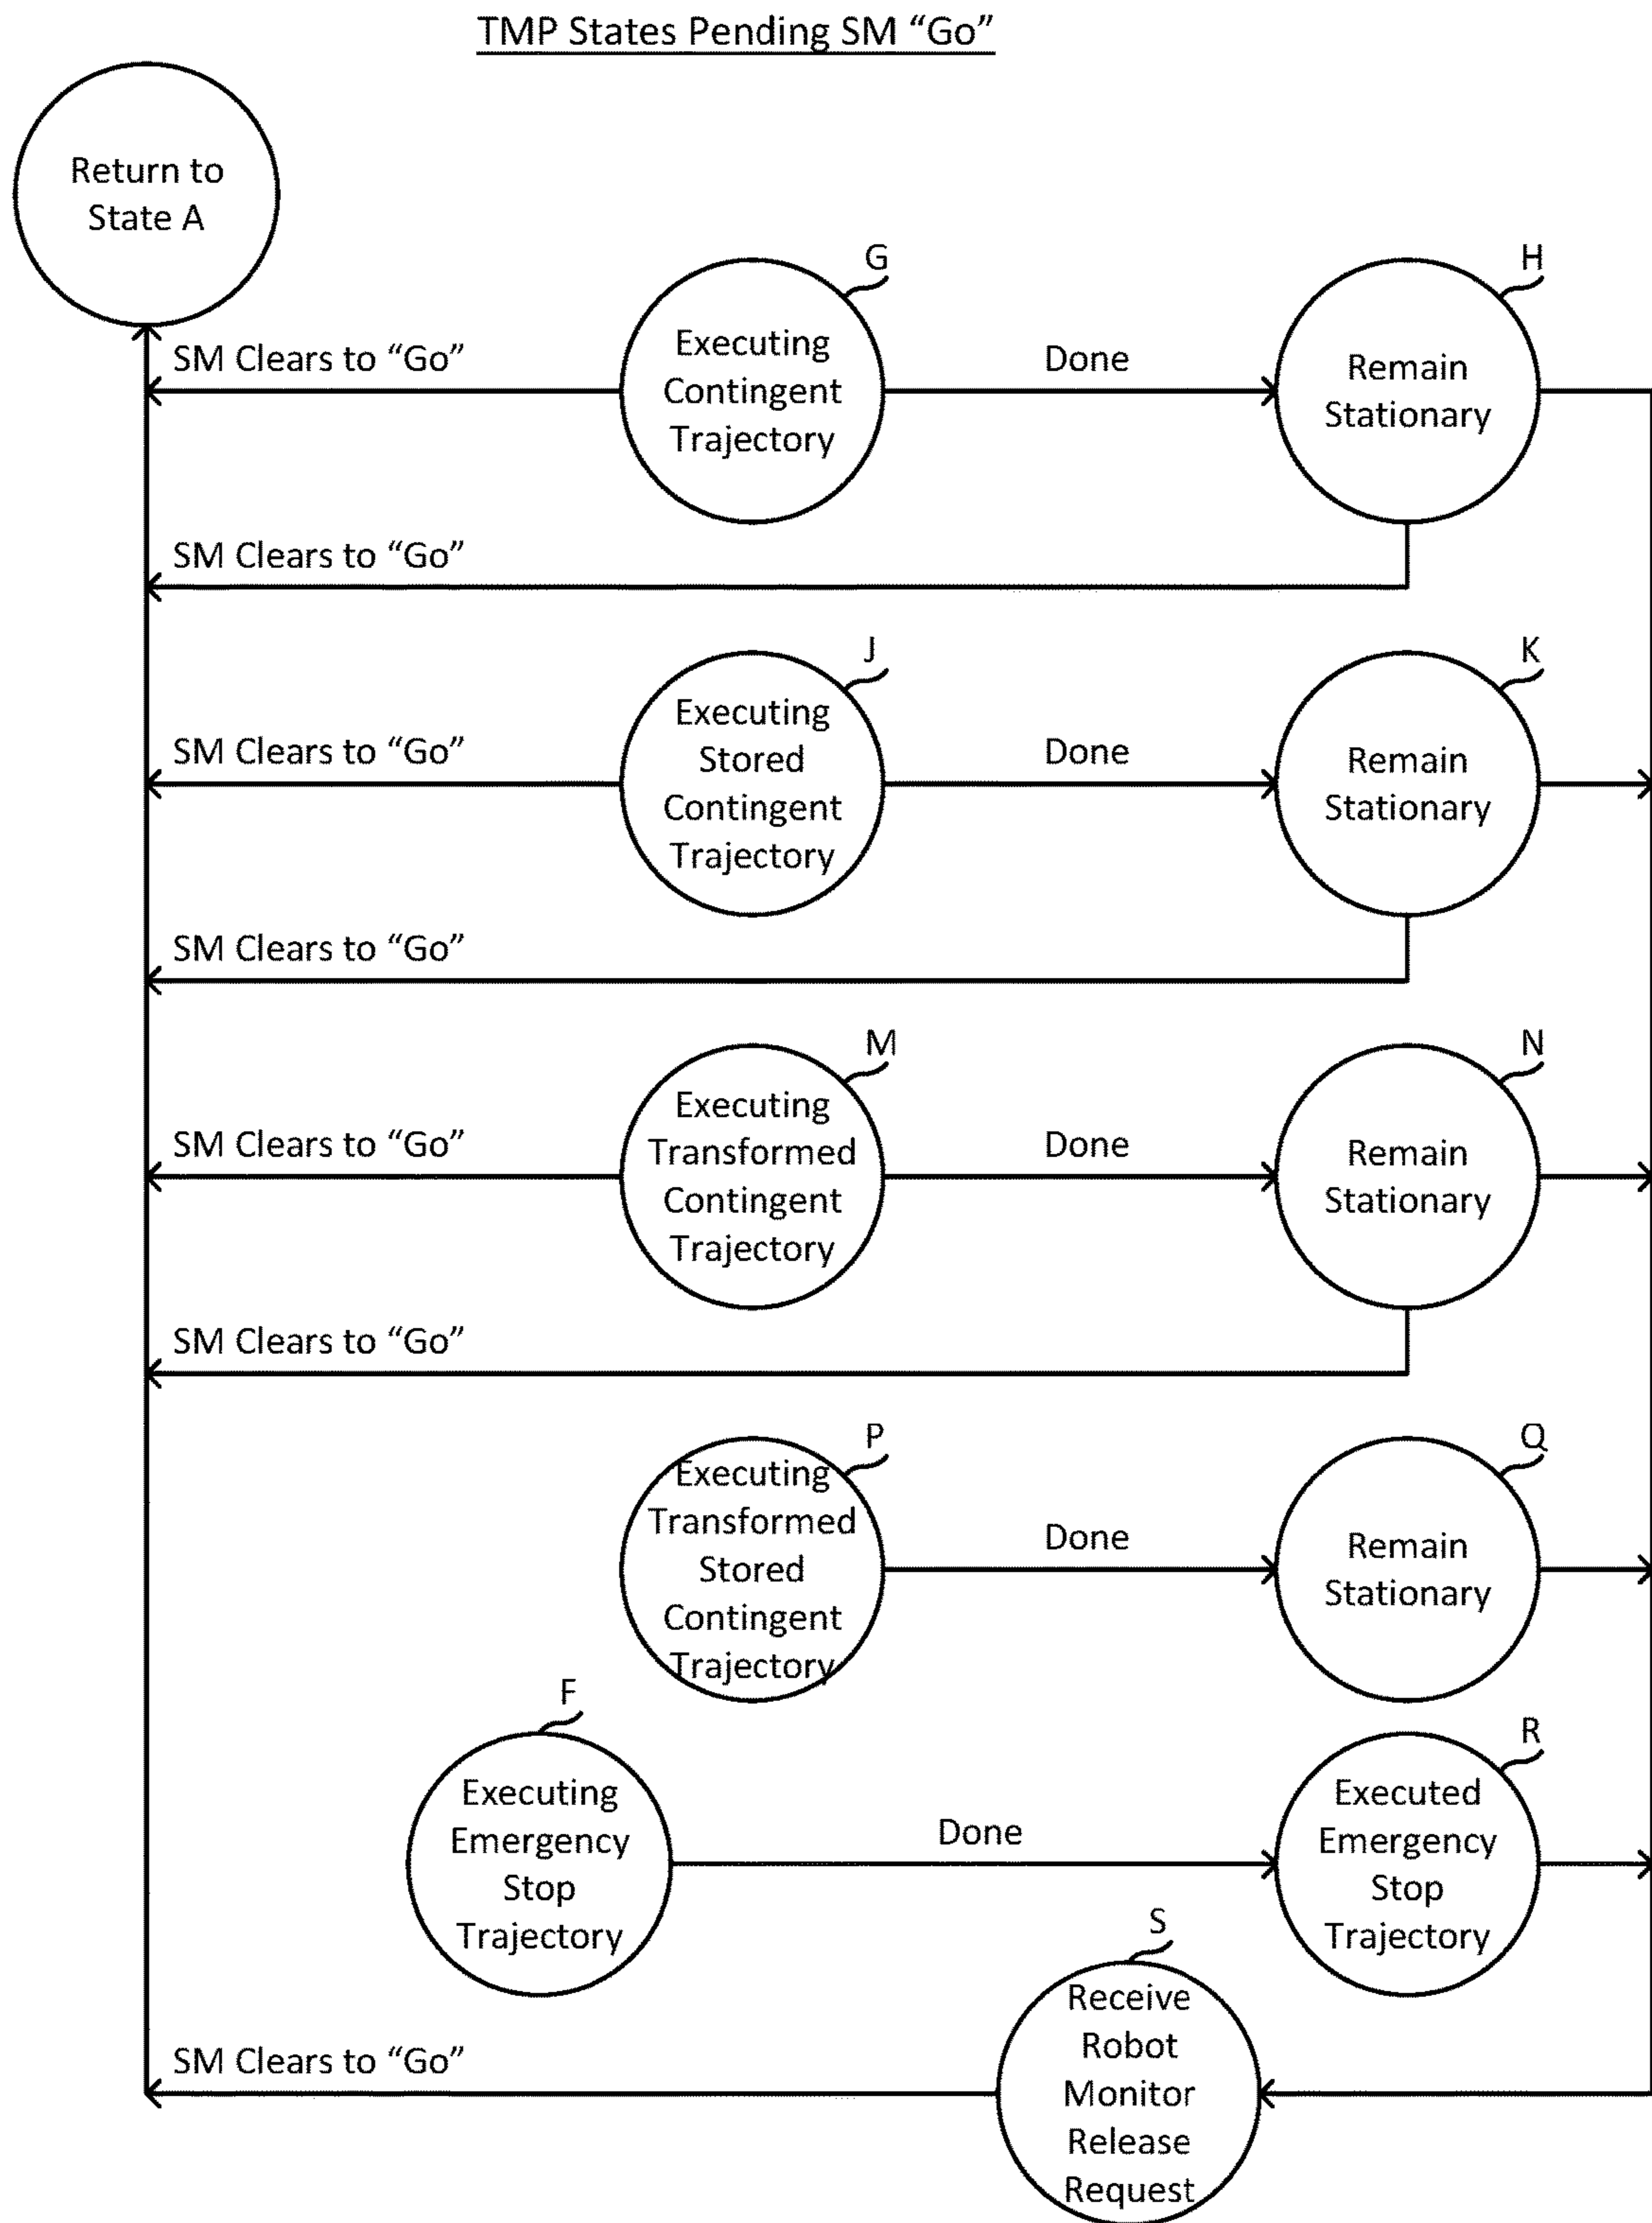 TMP States Pending SM “Go”
Return to
State A
G
H
SM Clears to “Go”
Executing
Contingent
Trajectory
Done
Remain
Stationary
SM Clears to “Go”
J
K
SM Clears to “Go”
Executing
Stored
Contingent
Trajectory
Done
Remain
Stationary
SM Clears to “Go”
M
N
SM Clears to “Go”
Executing
Transformed
Contingent
Trajectory
Done
Remain
Stationary
SM Clears to “Go”
P
Q
Executing
Transformed
Stored
Contingent
Trajectory
Done
Remain
Stationary
F
R
Executing
Emergency
Stop
Trajectory
Done
Executed
Emergency
Stop
Trajectory
S
SM Clears to “Go”
Receive
Robot
Monitor
Release
Request